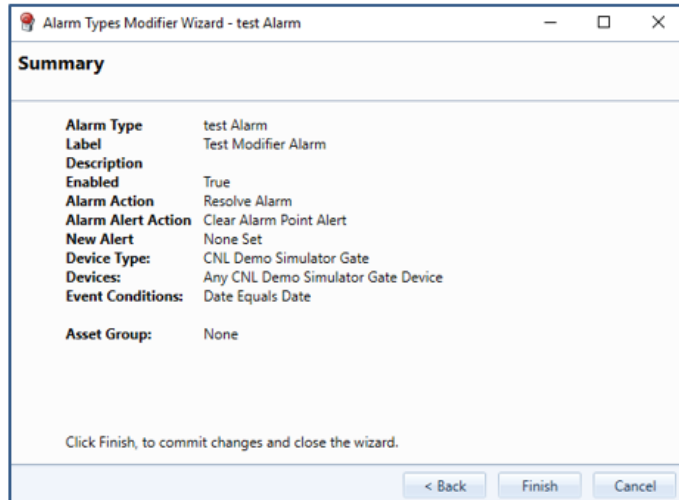 Alarm Types Modifier Wizard - test Alarm
Summary
Alarm Type test Alarm
Label Test Modifier Alarm
Description
Enabled True
Alarm Action Resolve Alarm
Alarm Alert Action Clear Alarm Point Alert
New Alert None Set
Device Type: CNL Demo Simulator Gate
Devices: Any CNL Demo Simulator Gate Device
Event Conditions: Date Equals Date
Asset Group: None
Click Finish, to commit changes and close the wizard.
< Back Finish Cancel